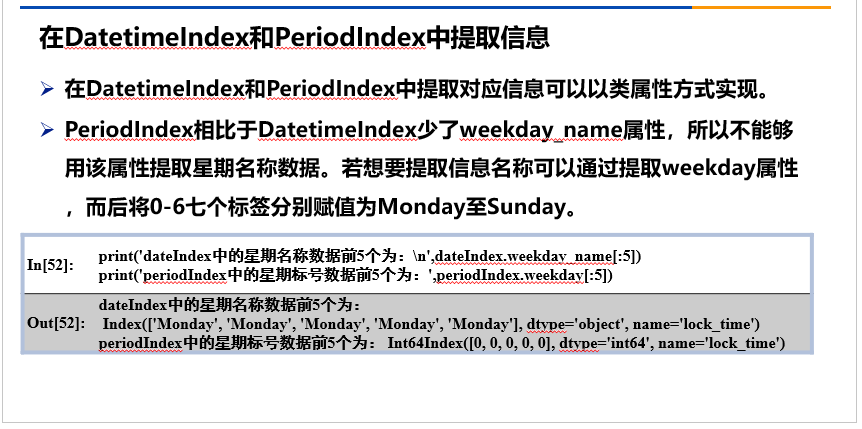 在DatetimeIndex和PeriodIndex中提取信息
在DatetimeIndex和PeriodIndex中提取对应信息可以以类属性方式实现。
PeriodIndex相比于DatetimeIndex少了weekday_name属性，所以不能够
用该属性提取星期名称数据。若想要提取信息名称可以通过提取weekday属性
，而后将0-6七个标签分别赋值为Monday至Sunday。
In[52]:
print('dateIndex中的星期名称数据前5个为：\n',dateIndex.weekday_name[:5])
print('periodIndex中的星期标号数据前5个为：',periodIndex.weekday[:5])
Out[52]:
dateIndex中的星期名称数据前5个为：
Index(['Monday', 'Monday', 'Monday', 'Monday', 'Monday'], dtype='object', name='lock_time')
periodIndex中的星期标号数据前5个为： Int64Index([0, 0, 0, 0, 0], dtype='int64', name='lock_time')